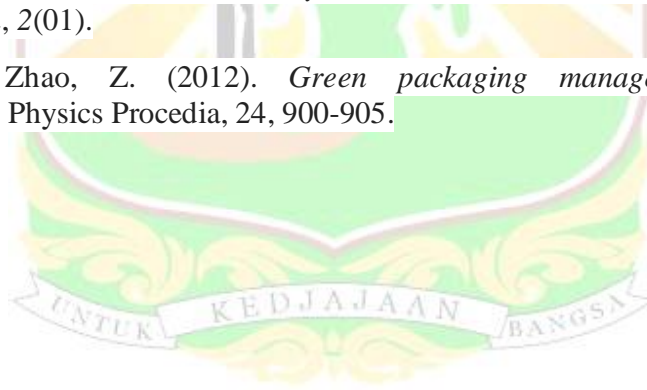 , 2(01).
Zhao, Z. (2012). Green packaging manag
Physics Procedia, 24, 900-905.
UNTUK KEDJAJAAN BANGSA